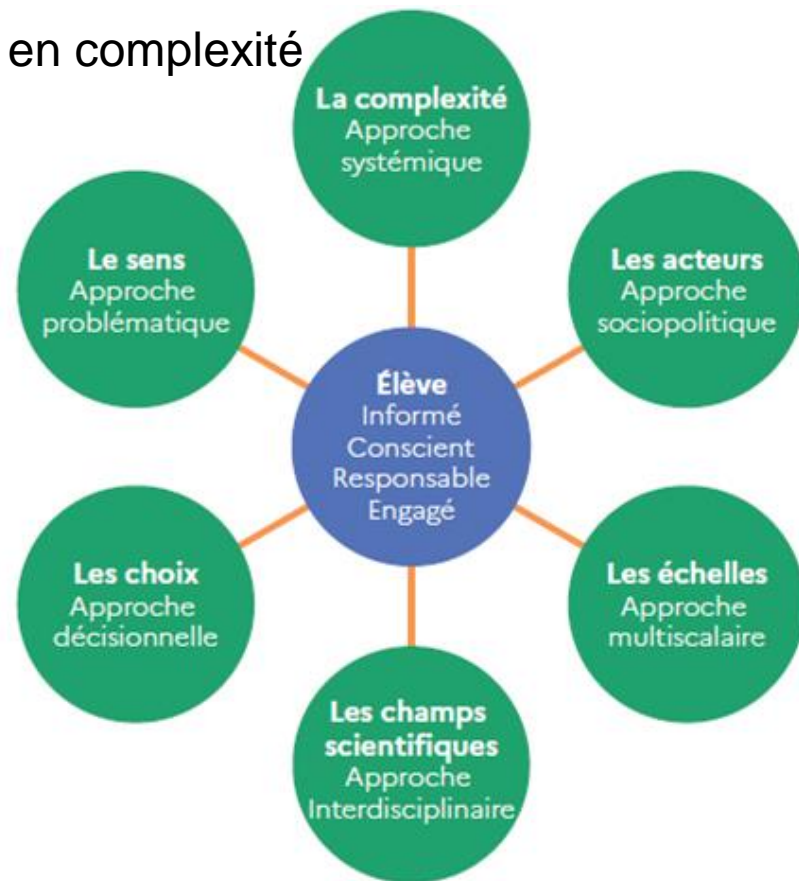 en complexité
La complexité
Approche
systémique
Le sens
Approche
problématique
Les acteurs
Approche
sociopolitique
Élève
Informé
Conscient
Responsable
Engagé
Les choix
Approche
décisionnelle
Les échelles
Approche
multiscalaire
Les champs
scientifiques
Approche
Interdisciplinaire